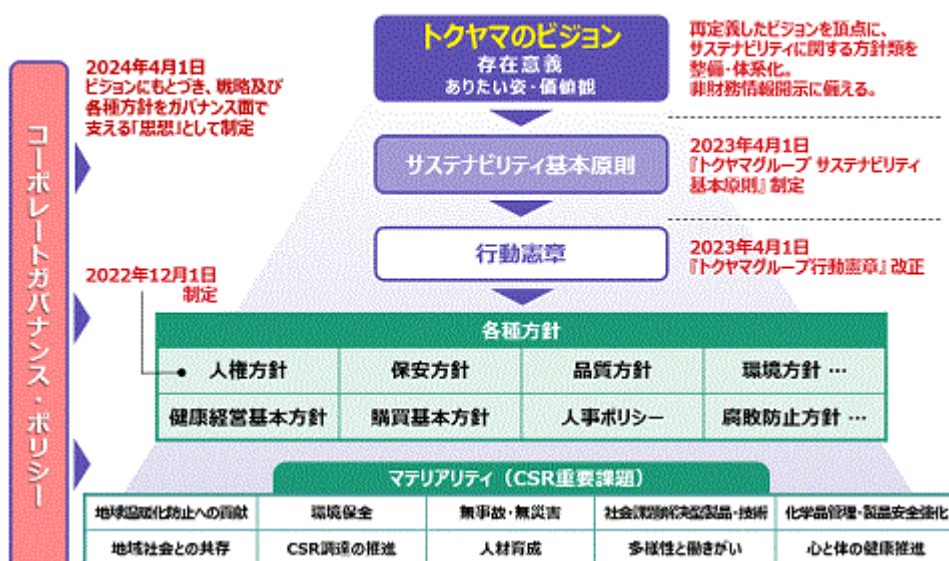 トクヤマのビジョン
存在意義
ありたい姿・価値観
再定義したビジョンを頂点に、
サステナビリティに関する方針類を
整備・体系化。
非財務情報開示に備える。
コーポレートガバナンス・ポリシー
2024年4月1日
ビジョンにもとづき、戦略及び
各種方針をガバナンス面で
支える「思想」として制定
サステナビリティ基本原則
2023年4月1日
『トクヤマグループ サステナビリティ
基本原則』制定
行動憲章
2023年4月1日
『トクヤマグループ行動憲章』改正
2022年12月1日
制定
各種方針
人権方針 保安方針 品質方針 環境方針 …
健康経営基本方針 購買基本方針 人事ポリシー 腐敗防止方針 …
マテリアリティ（CSR重要課題）
地球温暖化防止への貢献 環境保全 無事故・無災害 社会課題解決型製品・技術 化学品管理・製品安全強化
地域社会との共存 CSR調達の推進 人材育成 多様性と働きがい 心と体の健康推進